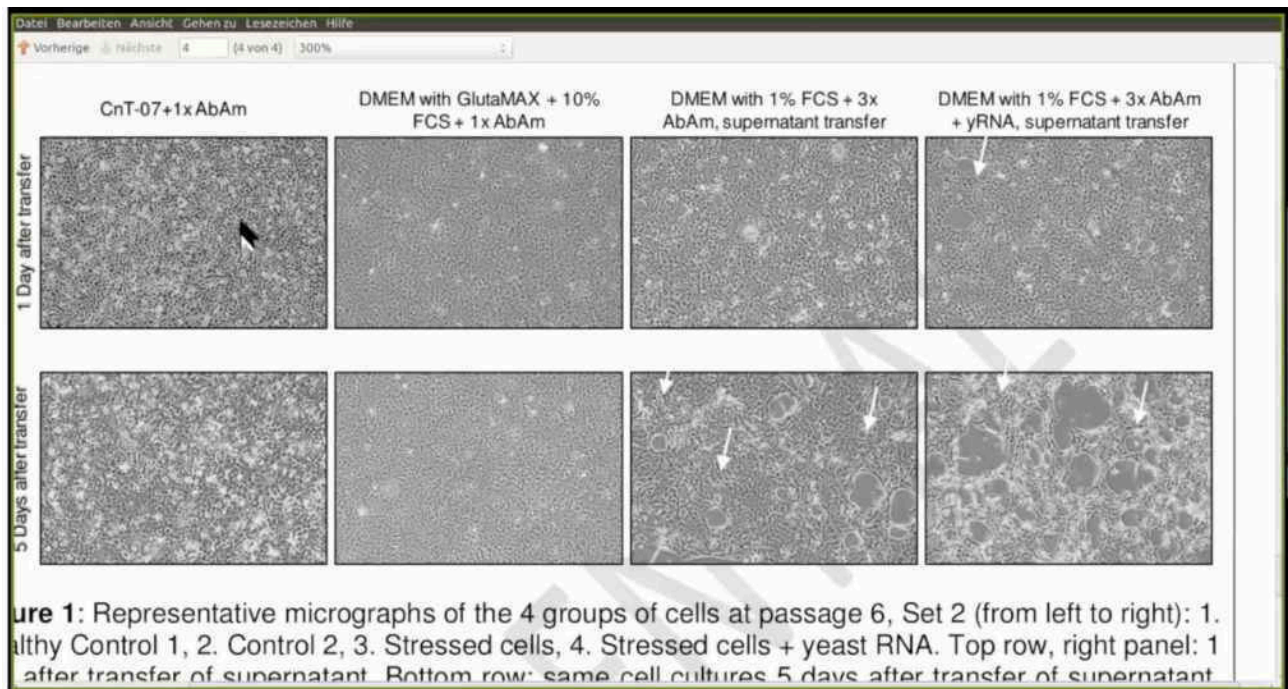 Datei Bearbeiten Ansicht Gehen zu Lesezeichen Hilfe
Vorherige Nächste 4 (4 von 4) 300%
CnT-07+1x AbAm
DMEM with GlutaMAX + 10%
FCS + 1x AbAm
DMEM with 1% FCS + 3x
AbAm, supernatant transfer
DMEM with 1% FCS + 3x AbAm
+ yRNA, supernatant transfer
1 Day after transfer
5 Days after transfer
ure 1: Representative micrographs of the 4 groups of cells at passage 6, Set 2 (from left to right): 1.
althy Control 1, 2. Control 2, 3. Stressed cells, 4. Stressed cells + yeast RNA. Top row, right panel: 1
after transfer of supernatant. Bottom row: same cell cultures 5 days after transfer of supernatant